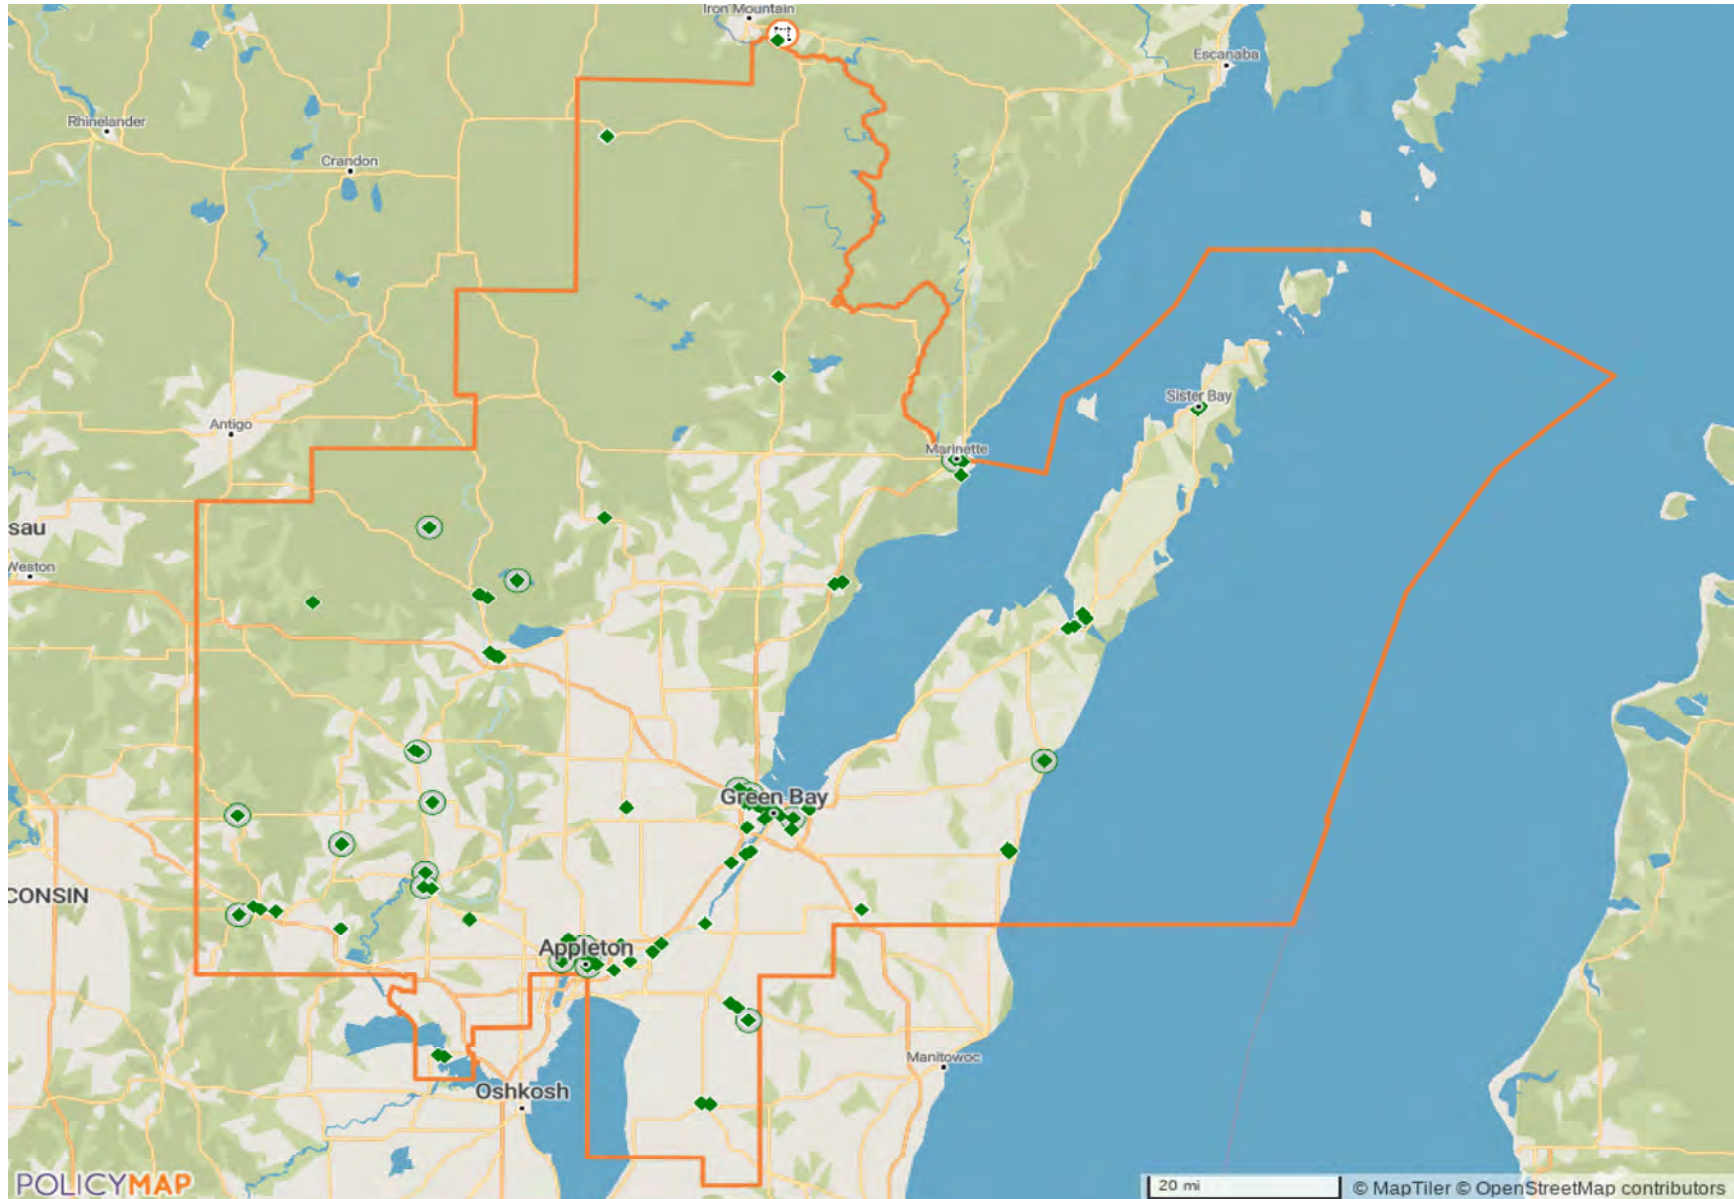 Iron Mountain
Escanaba
Rhinelander
Crandon
Sister Bay
Antigo
Marinette
sau
Weston
Green Bay
CONSIN
Appleton
Manitowoc
Oshkosh
POLICYMAP
20 mi
© MapTiler © OpenStreetMap contributors